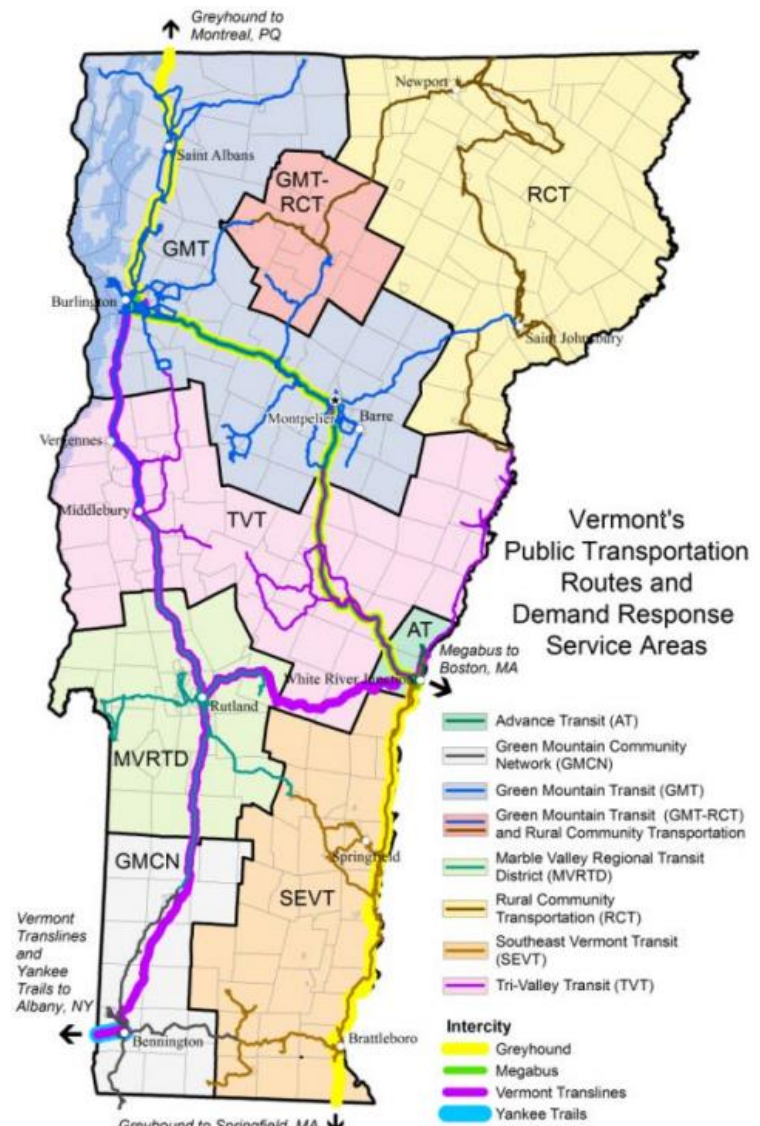 Greyhound to
Montreal, PQ
Newport
Saint Albans
GMT-
RCT
RCT
GMT
Burlington
Saint Johnsbury
Montpelier
Barre
Vergennes
Middlebury
TVT
Vermont's
Public Transportation
Routes and
Demand Response
Service Areas
AT
Megabus to
Boston, MA
White River Junction
Rutland
MVRTD
GMCN
Springfield
SEVT
Vermont
Translines
and
Yankee
Trails to
Albany, NY
Bennington
Brattleboro
Greyhound to Springfield, MA
Advance Transit (AT)
Green Mountain Community
Network (GMCN)
Green Mountain Transit (GMT)
Green Mountain Transit (GMT-RCT)
and Rural Community Transportation
Marble Valley Regional Transit
District (MVRTD)
Rural Community
Transportation (RCT)
Southeast Vermont Transit
(SEVT)
Tri-Valley Transit (TVT)
Intercity
Greyhound
Megabus
Vermont Translines
Yankee Trails